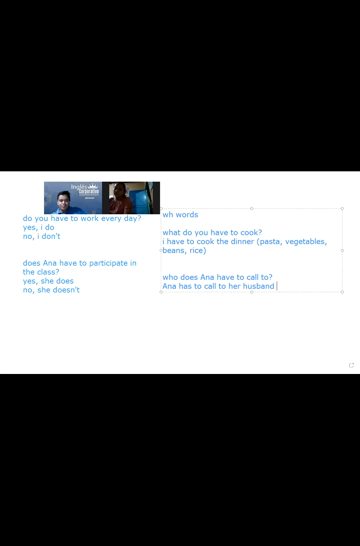 inglés
corporativo
do you have to work every day?
yes, i do
no, i don't
does Ana have to participate in
the class?
yes, she does
no, she doesn't
wh words
what do you have to cook?
i have to cook the dinner (pasta, vegetables,
beans, rice)
who does Ana have to call to?
Ana has to call to her husband